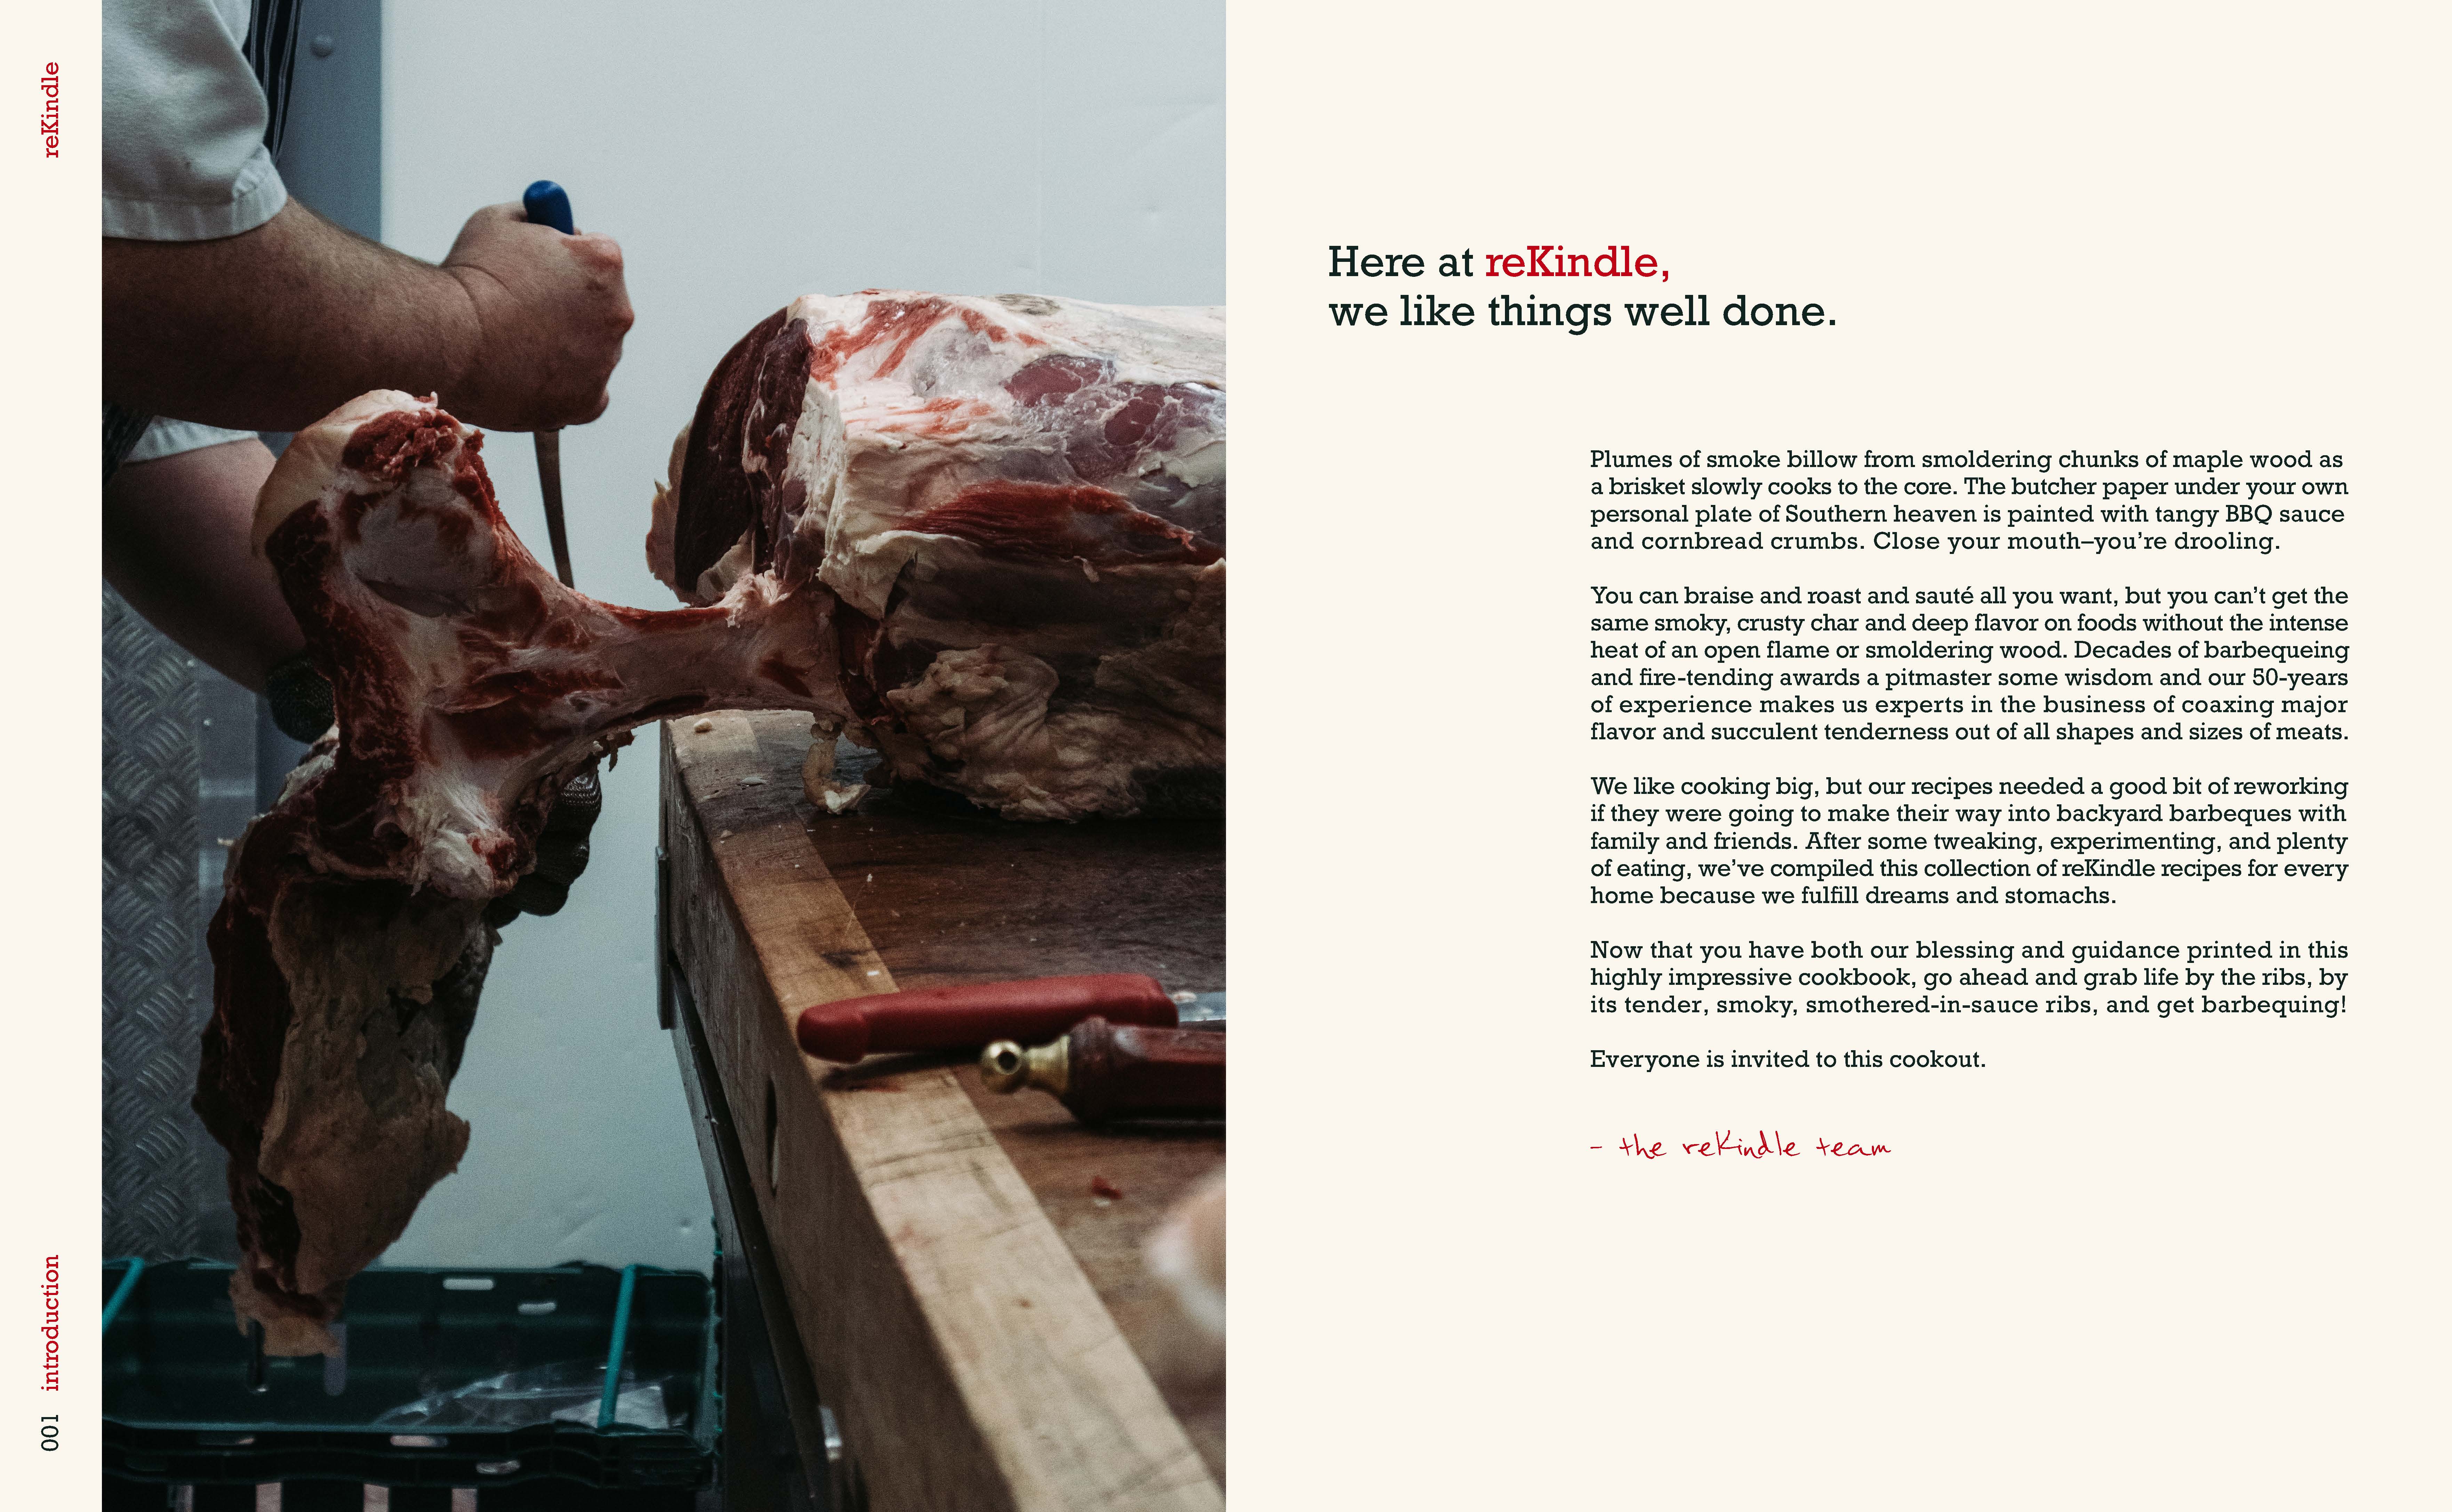 reKindle
introduction
001
Here at reKindle,
we like things well done.
Plumes of smoke billow from smoldering chunks of maple wood as
a brisket slowly cooks to the core. The butcher paper under your own
personal plate of Southern heaven is painted with tangy BBQ sauce
and cornbread crumbs. Close your mouth–you’re drooling.
You can braise and roast and sauté all you want, but you can’t get the
same smoky, crusty char and deep flavor on foods without the intense
heat of an open flame or smoldering wood. Decades of barbequeing
and fire-tending awards a pitmaster some wisdom and our 50-years
of experience makes us experts in the business of coaxing major
flavor and succulent tenderness out of all shapes and sizes of meats.
We like cooking big, but our recipes needed a good bit of reworking
if they were going to make their way into backyard barbeques with
family and friends. After some tweaking, experimenting, and plenty
of eating, we’ve compiled this collection of reKindle recipes for every
home because we fulfill dreams and stomachs.
Now that you have both our blessing and guidance printed in this
highly impressive cookbook, go ahead and grab life by the ribs, by
its tender, smoky, smothered-in-sauce ribs, and get barbequing!
Everyone is invited to this cookout.
– the reKindle team